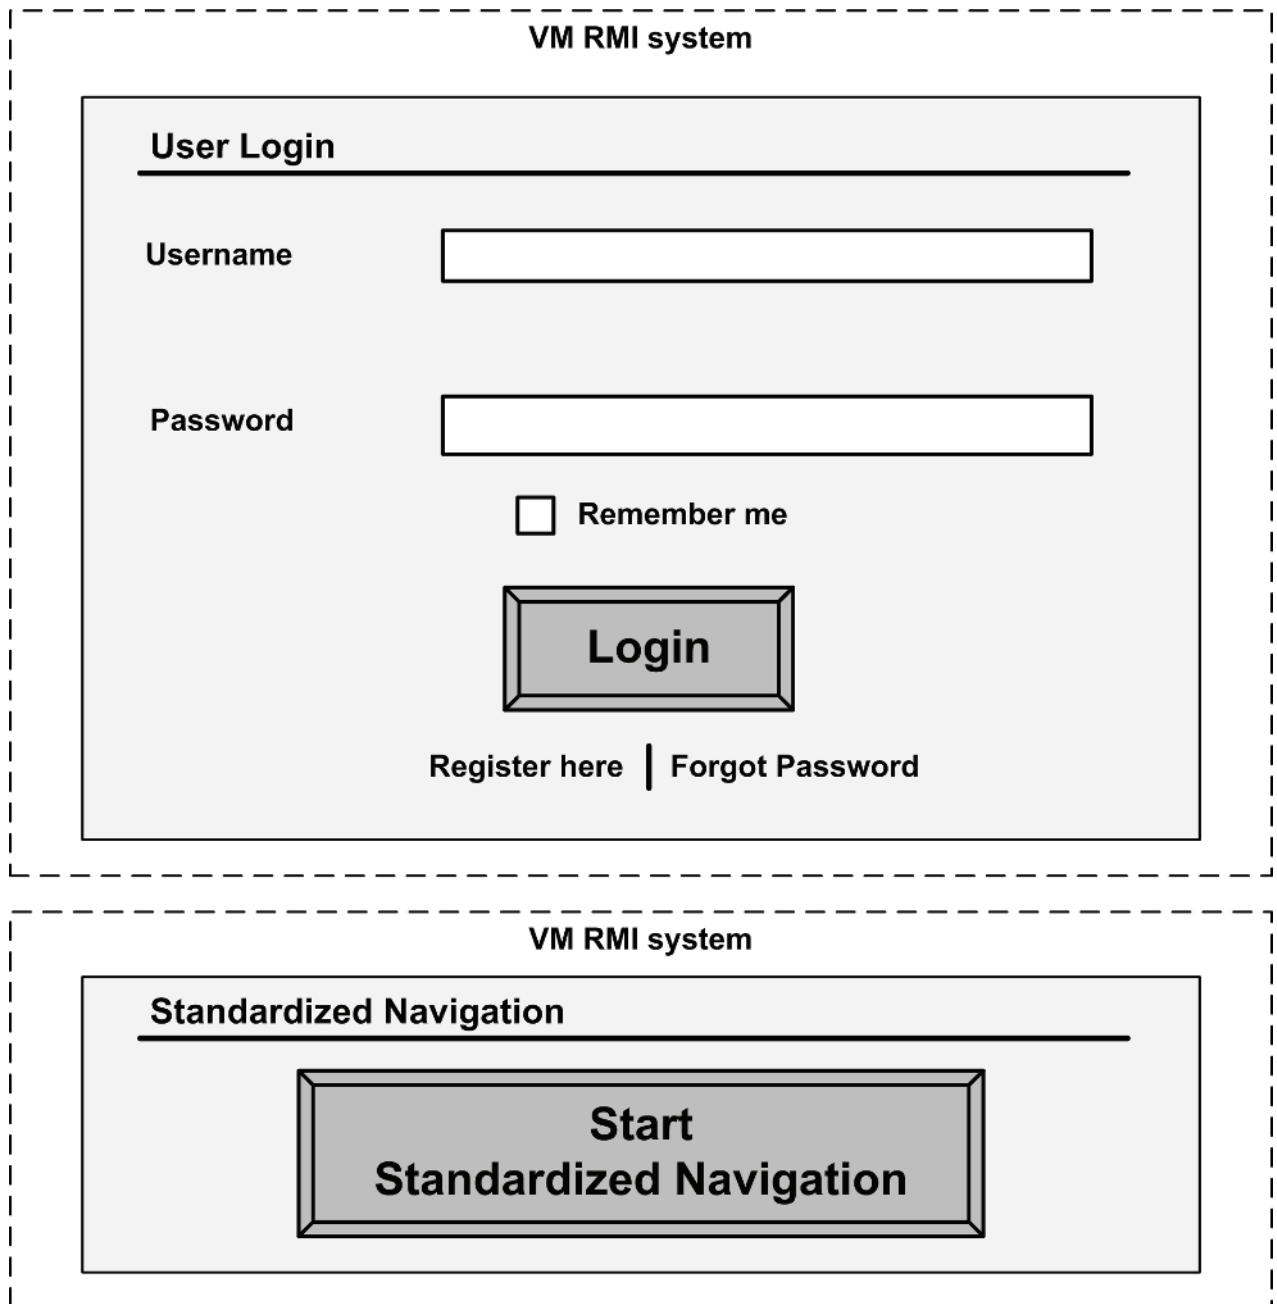 VM RMI system
User Login
Username
Password
Remember me
Login
Register here | Forgot Password
VM RMI system
Standardized Navigation
Start
Standardized Navigation